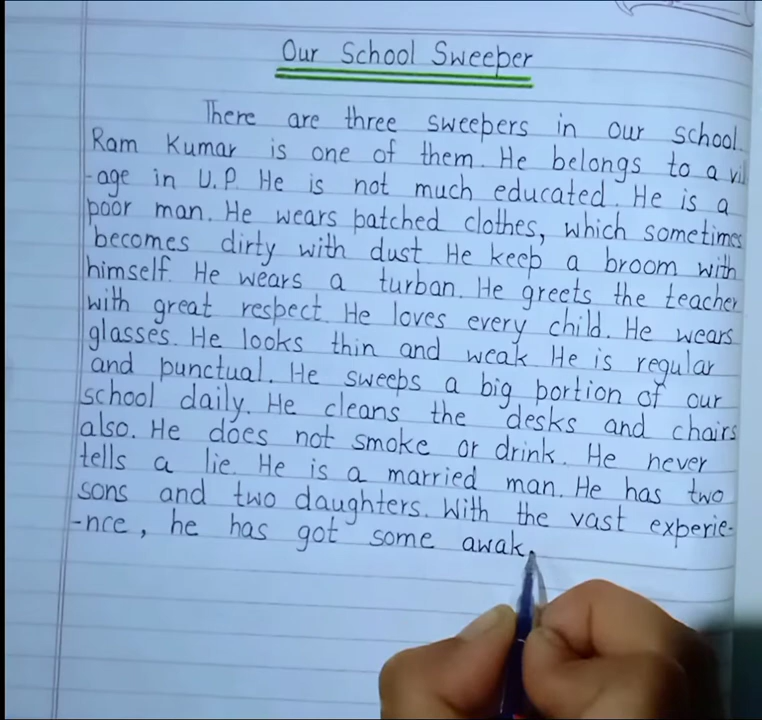 Our School Sweeper
There are three sweepers in our school.
Ram Kumar is one of them. He belongs to a vil
-age in U.P. He is not much educated. He is a
poor man. He wears patched clothes, which sometimes
becomes dirty with dust. He keep a broom with
himself. He wears a turban. He greets the teacher
with great respect. He loves every child. He wears
glasses. He looks thin and weak. He is regular
and punctual. He sweeps a big portion of our
school daily. He cleans the desks and chairs
also. He does not smoke or drink. He never
tells a lie. He is a married man. He has two
sons and two daughters. With the vast experie-
-nce, he has got some awak